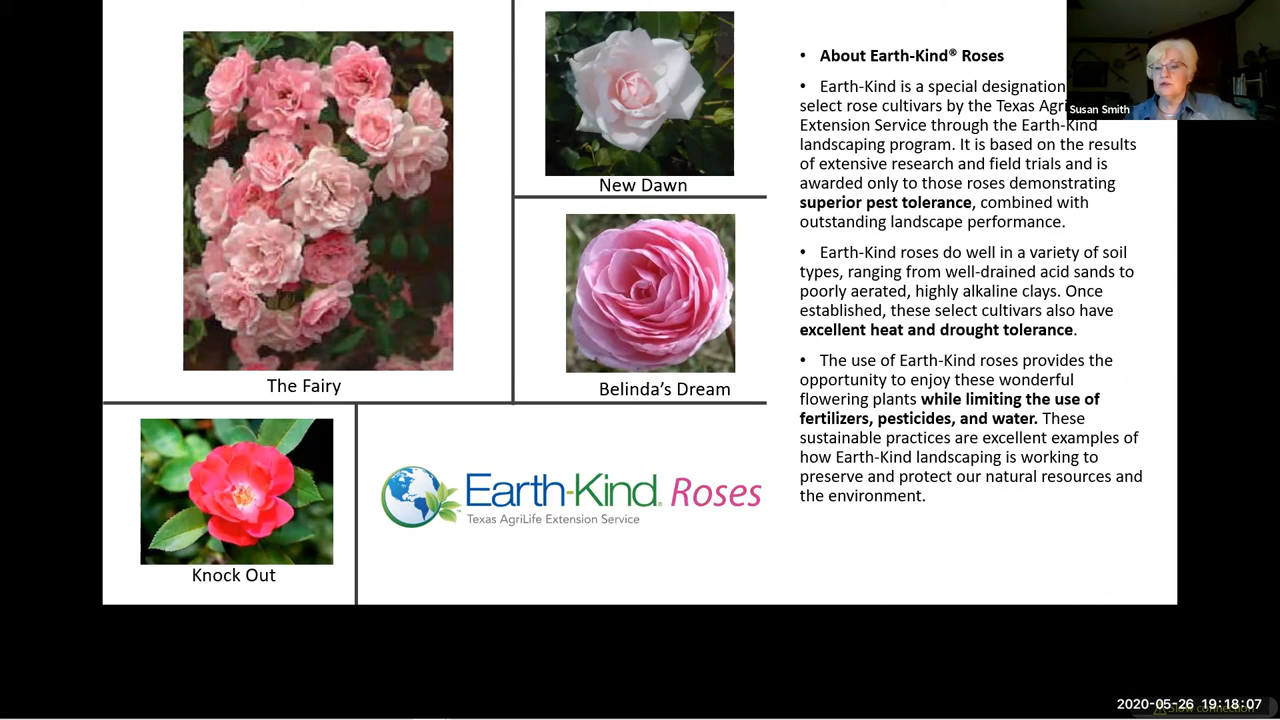 New Dawn
The Fairy
Belinda’s Dream
Knock Out
Earth-Kind® Roses
Texas AgriLife Extension Service
• About Earth-Kind® Roses
• Earth-Kind is a special designation
select rose cultivars by the Texas
Extension Service through the Earth-Kind
landscaping program. It is based on the results
of extensive research and field trials and is
awarded only to those roses demonstrating
superior pest tolerance, combined with
outstanding landscape performance.
• Earth-Kind roses do well in a variety of soil
types, ranging from well-drained acid sands to
poorly aerated, highly alkaline clays. Once
established, these select cultivars also have
excellent heat and drought tolerance.
• The use of Earth-Kind roses provides the
opportunity to enjoy these wonderful
flowering plants while limiting the use of
fertilizers, pesticides, and water. These
sustainable practices are excellent examples of
how Earth-Kind landscaping is working to
preserve and protect our natural resources and
the environment.
Susan Smith
2020-05-26 19:18:07
Slow connection